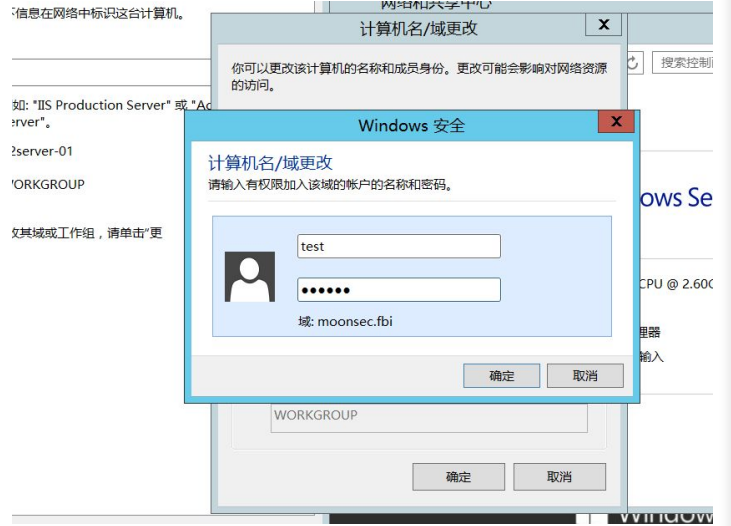 网络和共享中心
不信息在网络中标识这台计算机。
计算机名/域更改
X
你可以更改该计算机的名称和成员身份。更改可能会影响对网络资源
的访问。
搜索控制
如: "IIS Production Server" 或 "Ac
erver"。
Windows 安全
X
2server-01
计算机名/域更改
请输入有权限加入该域的帐户的名称和密码。
WORKGROUP
ows Se
改其域或工作组，请单击"更
test
●●●●●●
CPU @ 2.60G
域: moonsec.fbi
理器
输入
确定
取消
WORKGROUP
确定
取消
Window